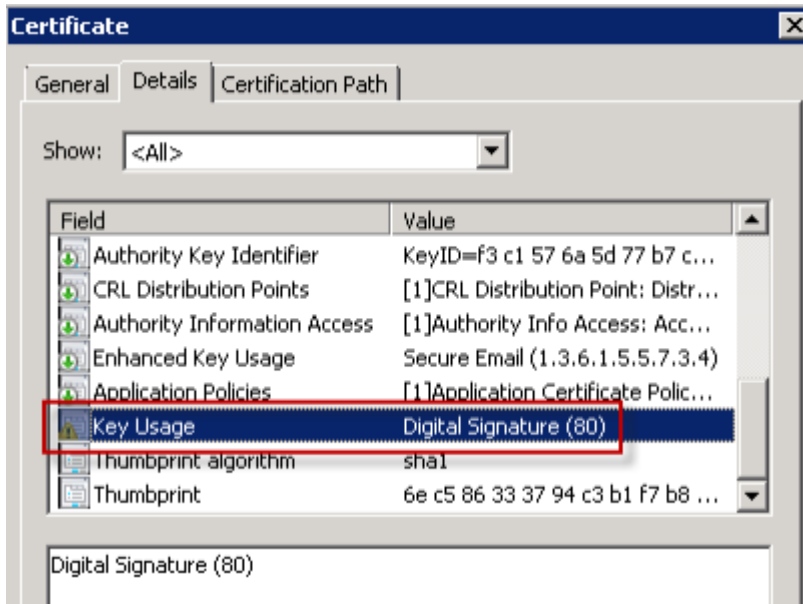 Certificate
General Details Certification Path
Show: <All>
Field Value
Authority Key Identifier KeyID=f3 c1 57 6a 5d 77 b7 c...
CRL Distribution Points [1]CRL Distribution Point: Distr...
Authority Information Access [1]Authority Info Access: Acc...
Enhanced Key Usage Secure Email (1.3.6.1.5.5.7.3.4)
Application Policies [1]Application Certificate Polic...
Key Usage Digital Signature (80)
Thumbprint algorithm sha1
Thumbprint 6e c5 86 33 37 94 c3 b1 f7 b8 ...
Digital Signature (80)